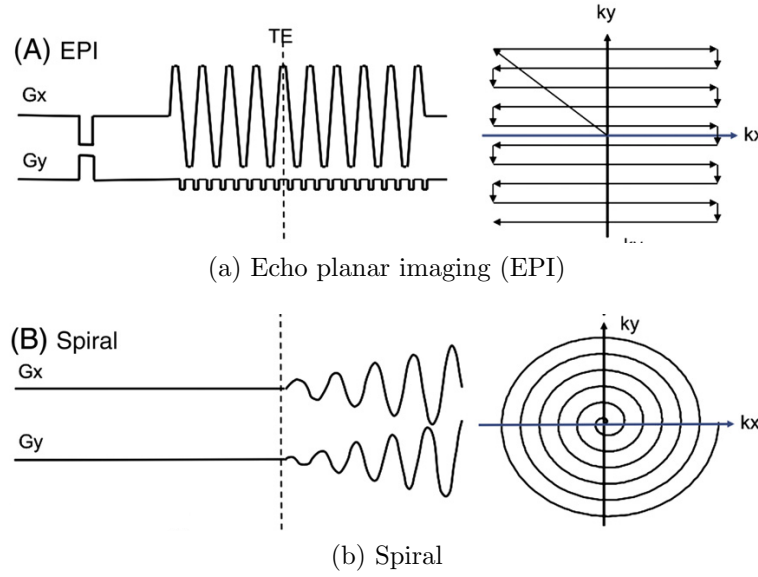 TE
(A) EPI
Gx
Gy
ky
kx
(a) Echo planar imaging (EPI)
(B) Spiral
Gx
Gy
ky
kx
(b) Spiral